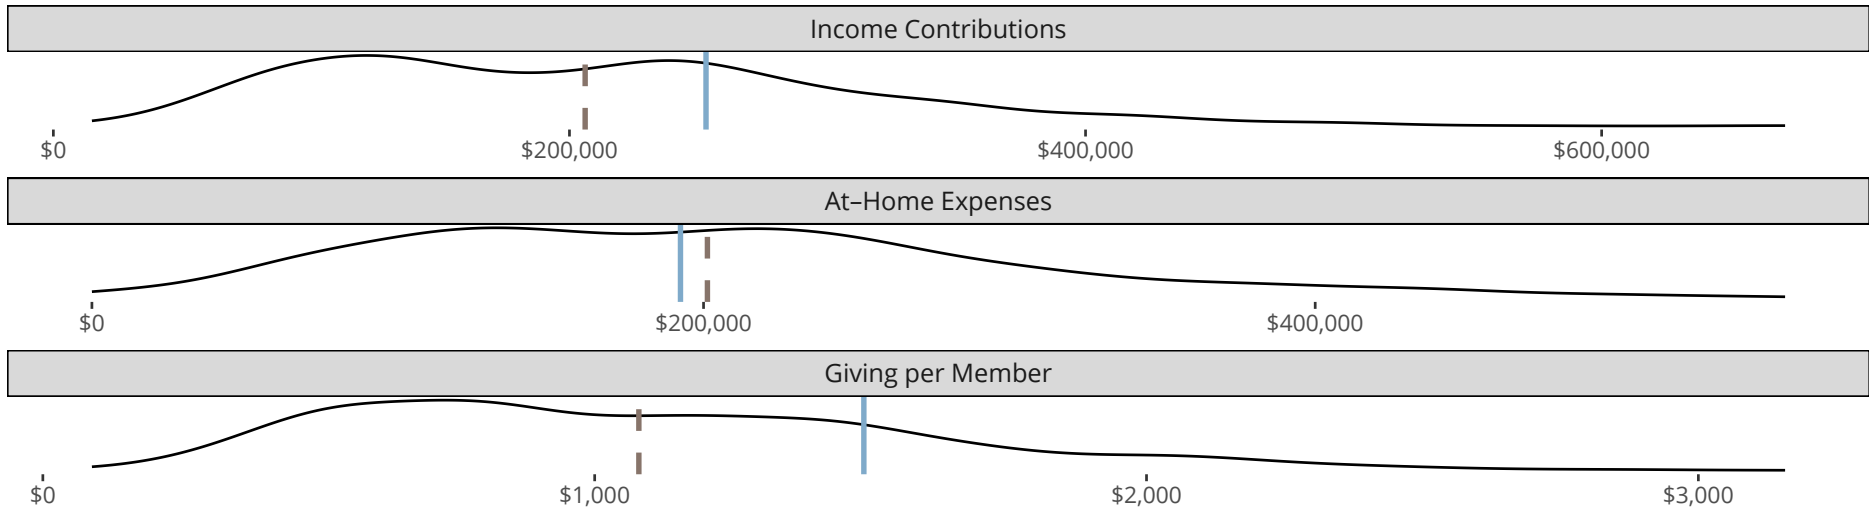 Income Contributions
$0 $200,000 $400,000 $600,000
At–Home Expenses
$0 $200,000 $400,000
Giving per Member
$0 $1,000 $2,000 $3,000